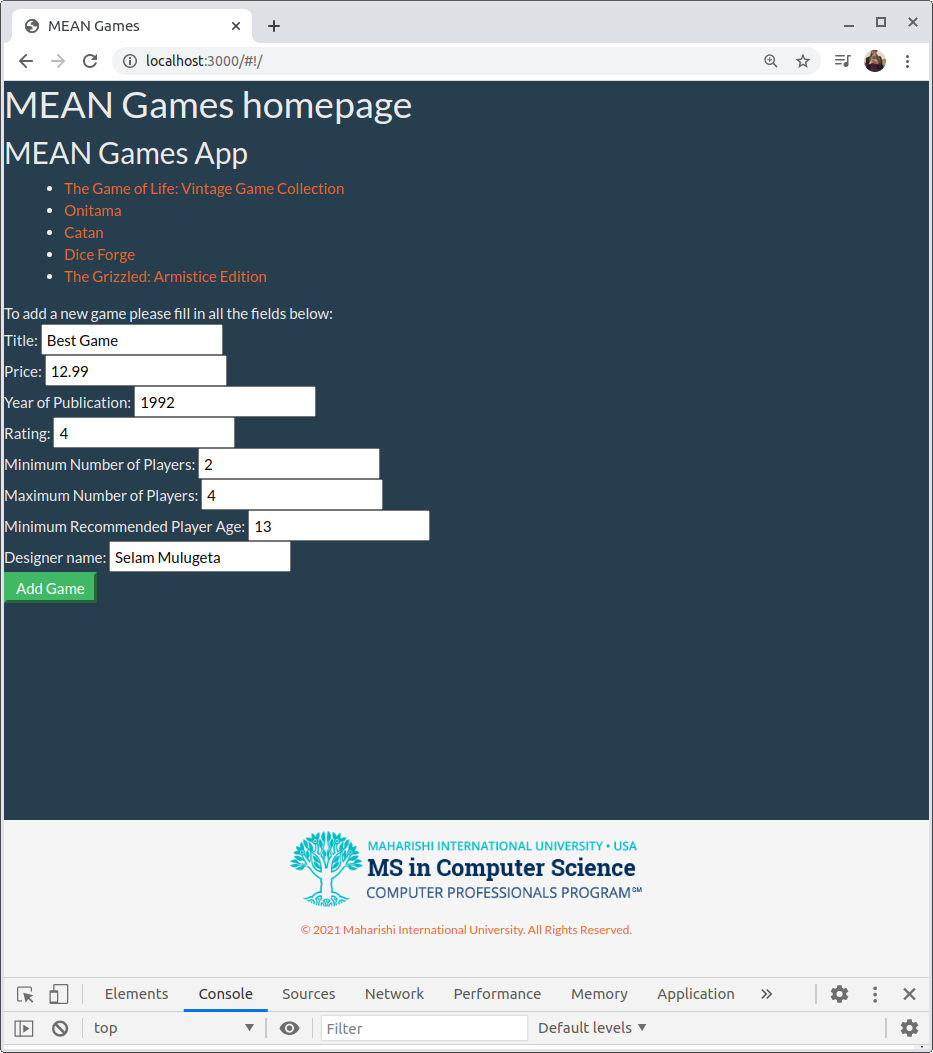 MEAN Games
localhost:3000/#!/
MEAN Games homepage
MEAN Games App
The Game of Life: Vintage Game Collection
Onitama
Catan
Dice Forge
The Grizzled: Armistice Edition
To add a new game please fill in all the fields below:
Title: Best Game
Price: 12.99
Year of Publication: 1992
Rating: 4
Minimum Number of Players: 2
Maximum Number of Players: 4
Minimum Recommended Player Age: 13
Designer name: Selam Mulugeta
Add Game
MAHARISHI INTERNATIONAL UNIVERSITY • USA
MS in Computer Science
COMPUTER PROFESSIONALS PROGRAM℠
© 2021 Maharishi International University. All Rights Reserved.
Elements Console Sources Network Performance Memory Application »
top Filter Default levels